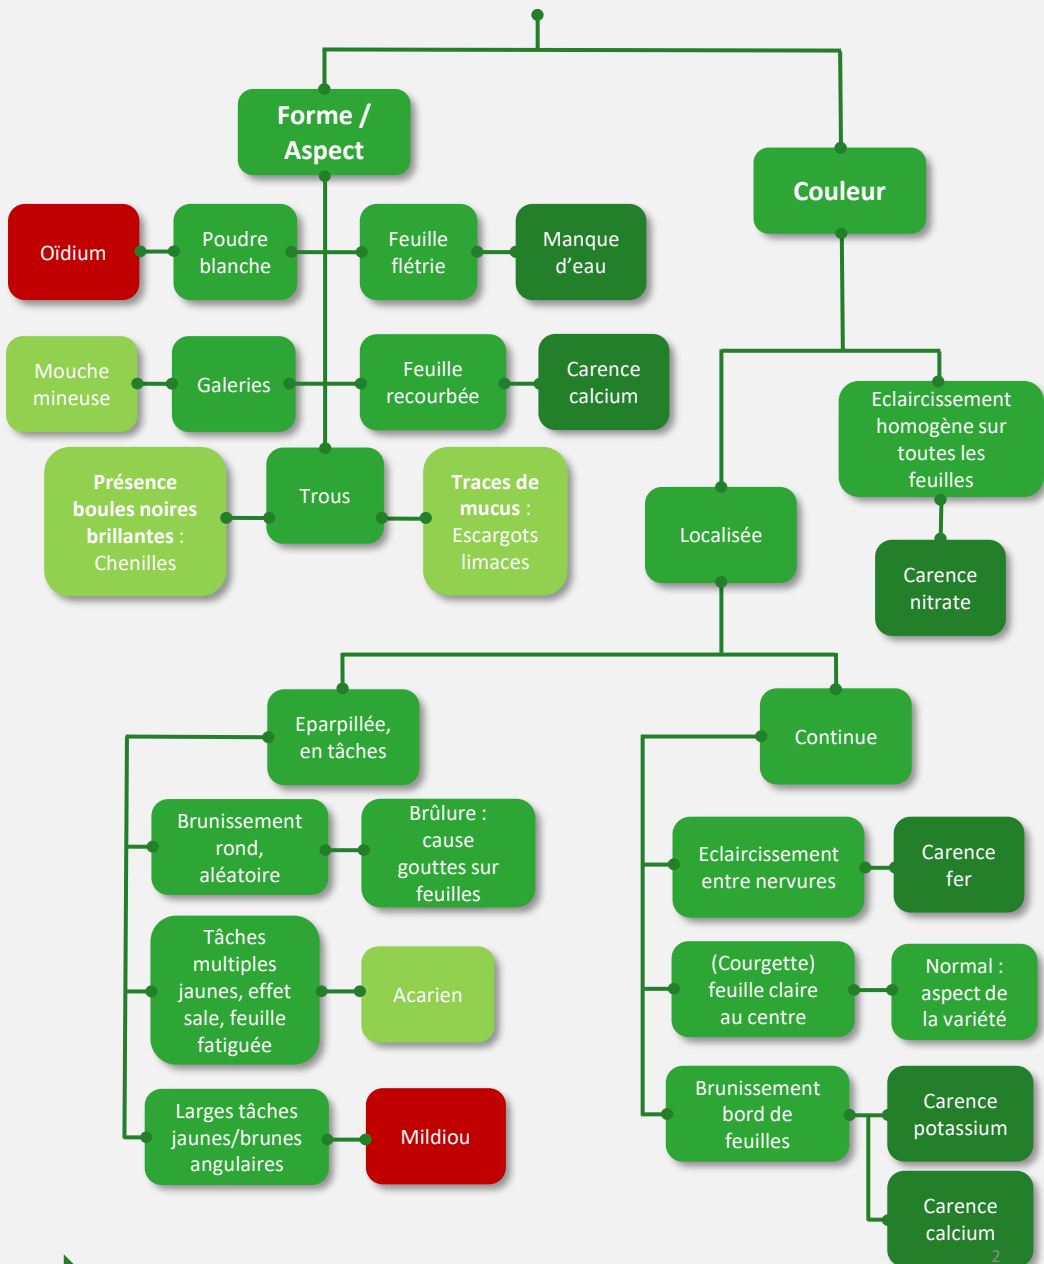 Forme /
Aspect
Couleur
Oïdium
Poudre
blanche
Feuille
flétrie
Manque
d’eau
Mouche
mineuse
Galeries
Feuille
recourbée
Carence
calcium
Eclaircissement
homogène sur
toutes les
feuilles
Présence
boules noires
brillantes :
Chenilles
Trous
Traces de
mucus :
Escargots
limaces
Localisée
Carence
nitrate
Eparpillée,
en tâches
Continue
Brunissement
rond,
aléatoire
Brûlure :
cause
gouttes sur
feuilles
Eclaircissement
entre nervures
Carence
fer
Tâches
multiples
jaunes, effet
sale, feuille
fatiguée
Acarien
(Courgette)
feuille claire
au centre
Normal :
aspect de
la variété
Larges tâches
jaunes/brunes
angulaires
Mildiou
Brunissement
bord de
feuilles
Carence
potassium
Carence
calcium
2